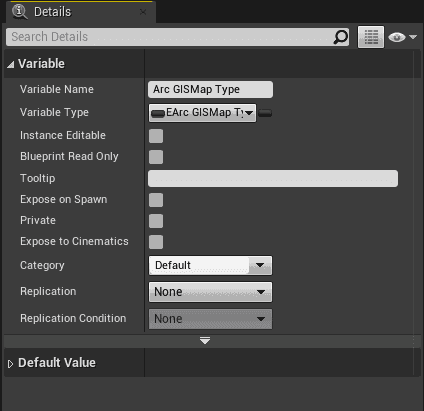 Details
Search Details
Variable
Variable Name Arc GISMap Type
Variable Type EArc GISMap Ty
Instance Editable
Blueprint Read Only
Tooltip
Expose on Spawn
Private
Expose to Cinematics
Category Default
Replication None
Replication Condition None
Default Value